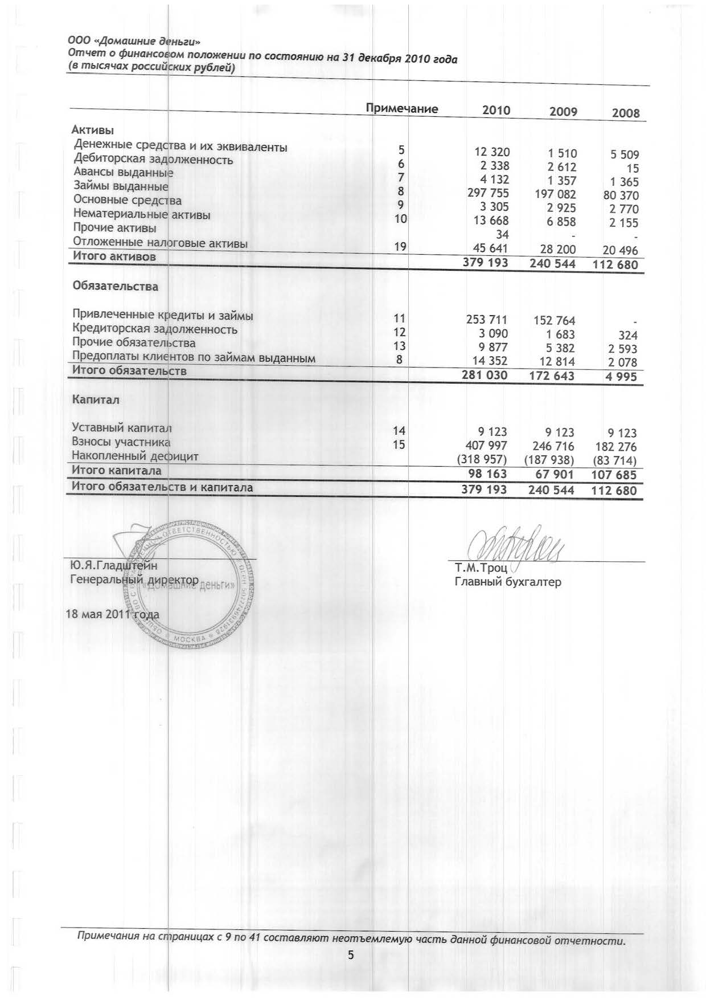 ООО «Домашние деньги»
Отчет о финансовом положении по состоянию на 31 декабря 2010 года
(в тысячах российских рублей)
Примечание 2010 2009 2008
Активы
Денежные средства и их эквиваленты 5 12 320 1 510 5 509
Дебиторская задолженность 6 2 338 2 612 15
Авансы выданные 7 4 132 1 357 1 365
Займы выданные 8 297 755 197 082 80 370
Основные средства 9 3 305 2 925 2 770
Нематериальные активы 10 13 668 6 858 2 155
Прочие активы 34 - -
Отложенные налоговые активы 19 45 641 28 200 20 496
Итого активов 379 193 240 544 112 680
Обязательства
Привлеченные кредиты и займы 11 253 711 152 764 -
Кредиторская задолженность 12 3 090 1 683 324
Прочие обязательства 13 9 877 5 382 2 593
Предоплаты клиентов по займам выданным 8 14 352 12 814 2 078
Итого обязательств 281 030 172 643 4 995
Капитал
Уставный капитал 14 9 123 9 123 9 123
Взносы участника 15 407 997 246 716 182 276
Накопленный дефицит (318 957) (187 938) (83 714)
Итого капитала 98 163 67 901 107 685
Итого обязательств и капитала 379 193 240 544 112 680
Ю.Я.Гладштейн
Генеральный директор
18 мая 2011 года
Т.М.Троц
Главный бухгалтер
ОТВЕТСТВЕННОСТЬЮ * ОГРН 5077746931928
«Домашние деньги»
* МОСКВА *
Примечания на страницах с 9 по 41 составляют неотъемлемую часть данной финансовой отчетности.
5